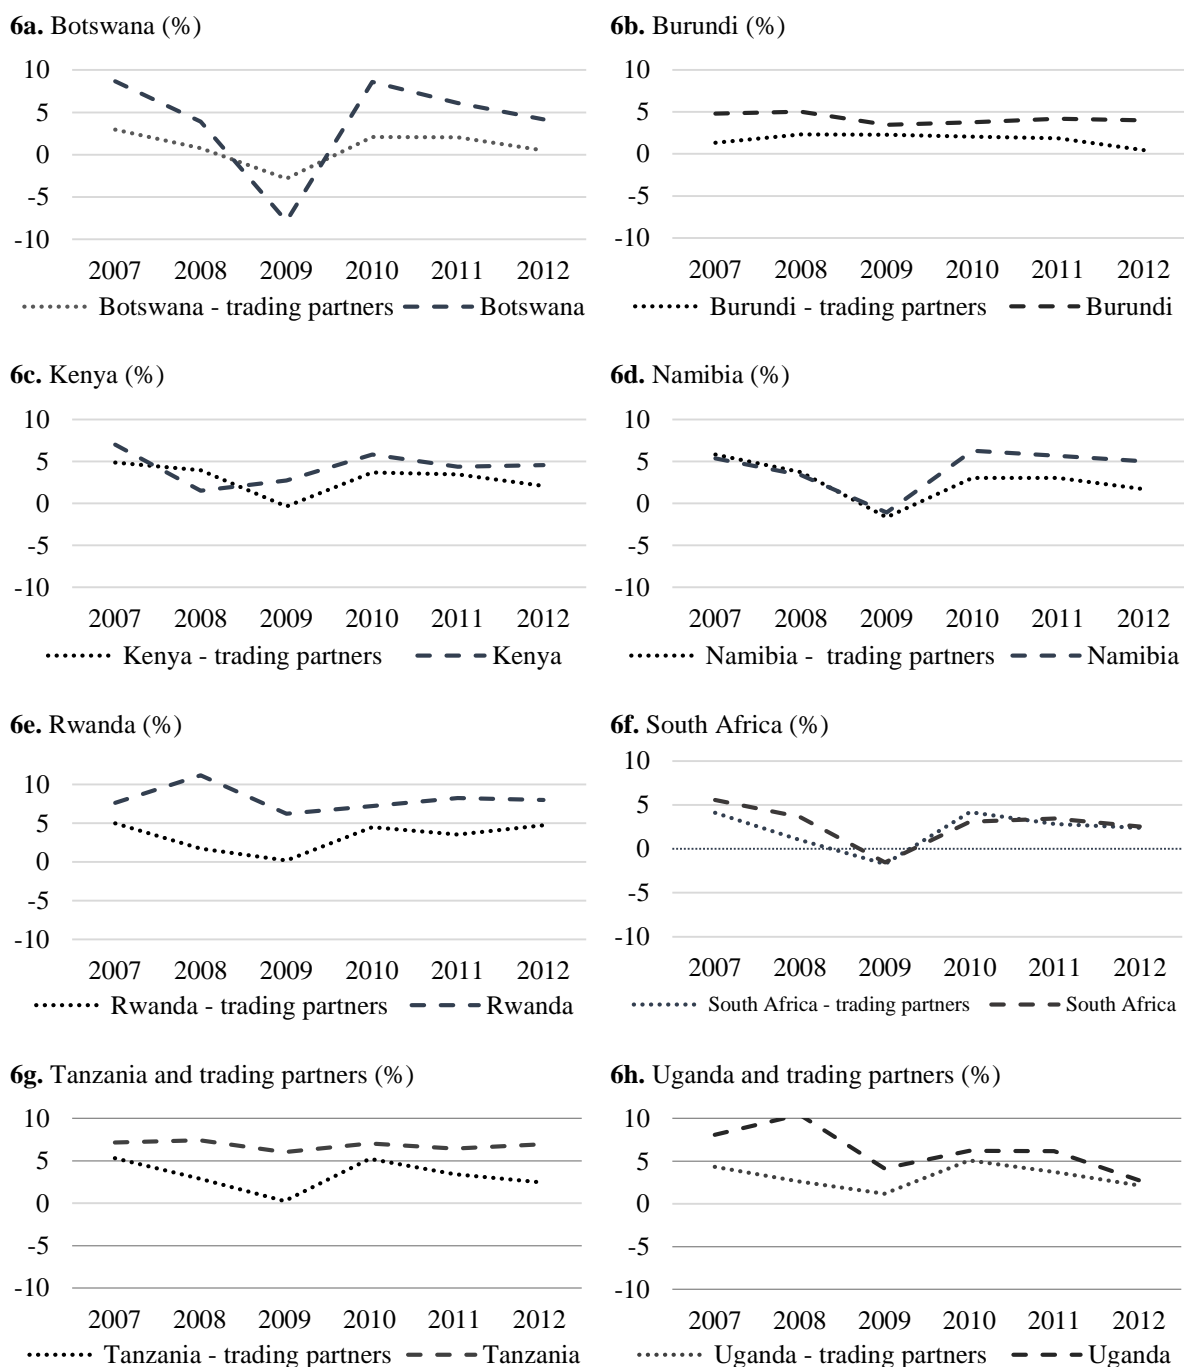 6a. Botswana (%)
10
5
0
-5
-10
2007 2008 2009 2010 2011 2012
Botswana - trading partners Botswana
6b. Burundi (%)
10
5
0
-5
-10
2007 2008 2009 2010 2011 2012
Burundi - trading partners Burundi
6c. Kenya (%)
10
5
0
-5
-10
2007 2008 2009 2010 2011 2012
Kenya - trading partners Kenya
6d. Namibia (%)
10
5
0
-5
-10
2007 2008 2009 2010 2011 2012
Namibia - trading partners Namibia
6e. Rwanda (%)
10
5
0
-5
-10
2007 2008 2009 2010 2011 2012
Rwanda - trading partners Rwanda
6f. South Africa (%)
10
5
0
-5
-10
2007 2008 2009 2010 2011 2012
South Africa - trading partners South Africa
6g. Tanzania and trading partners (%)
10
5
0
-5
-10
2007 2008 2009 2010 2011 2012
Tanzania - trading partners Tanzania
6h. Uganda and trading partners (%)
10
5
0
-5
-10
2007 2008 2009 2010 2011 2012
Uganda - trading partners Uganda